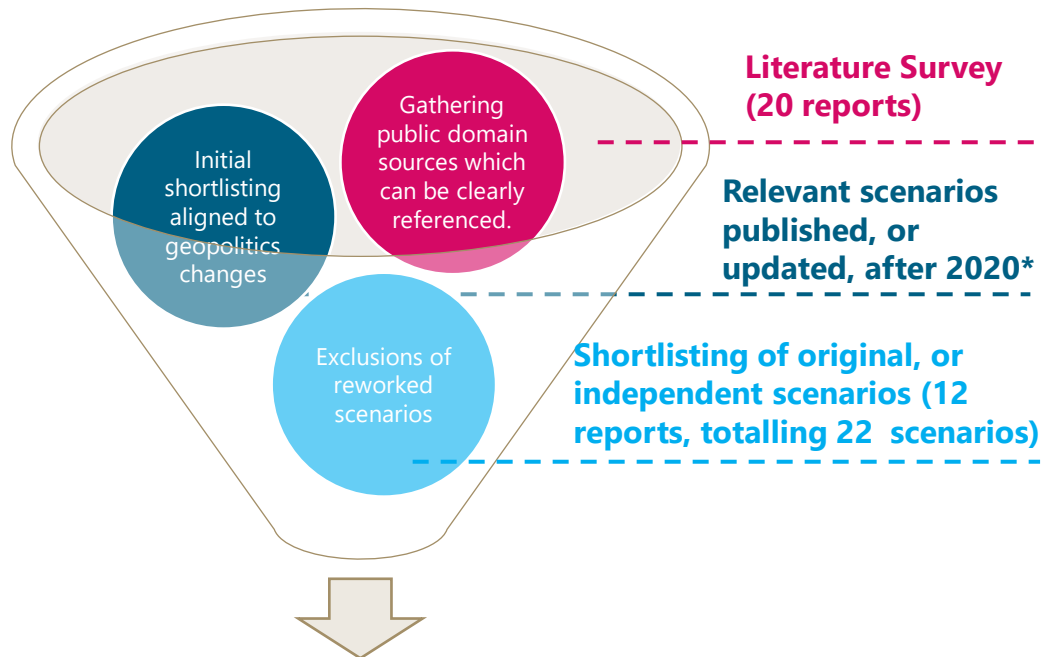 Literature Survey
(20 reports)
Gathering
public domain
sources which
can be clearly
referenced.
Initial
shortlisting
aligned to
geopolitics
changes
Relevant scenarios
published, or
updated, after 2020*
Exclusions of
reworked
scenarios
Shortlisting of original, or
independent scenarios (12
reports, totalling 22 scenarios)